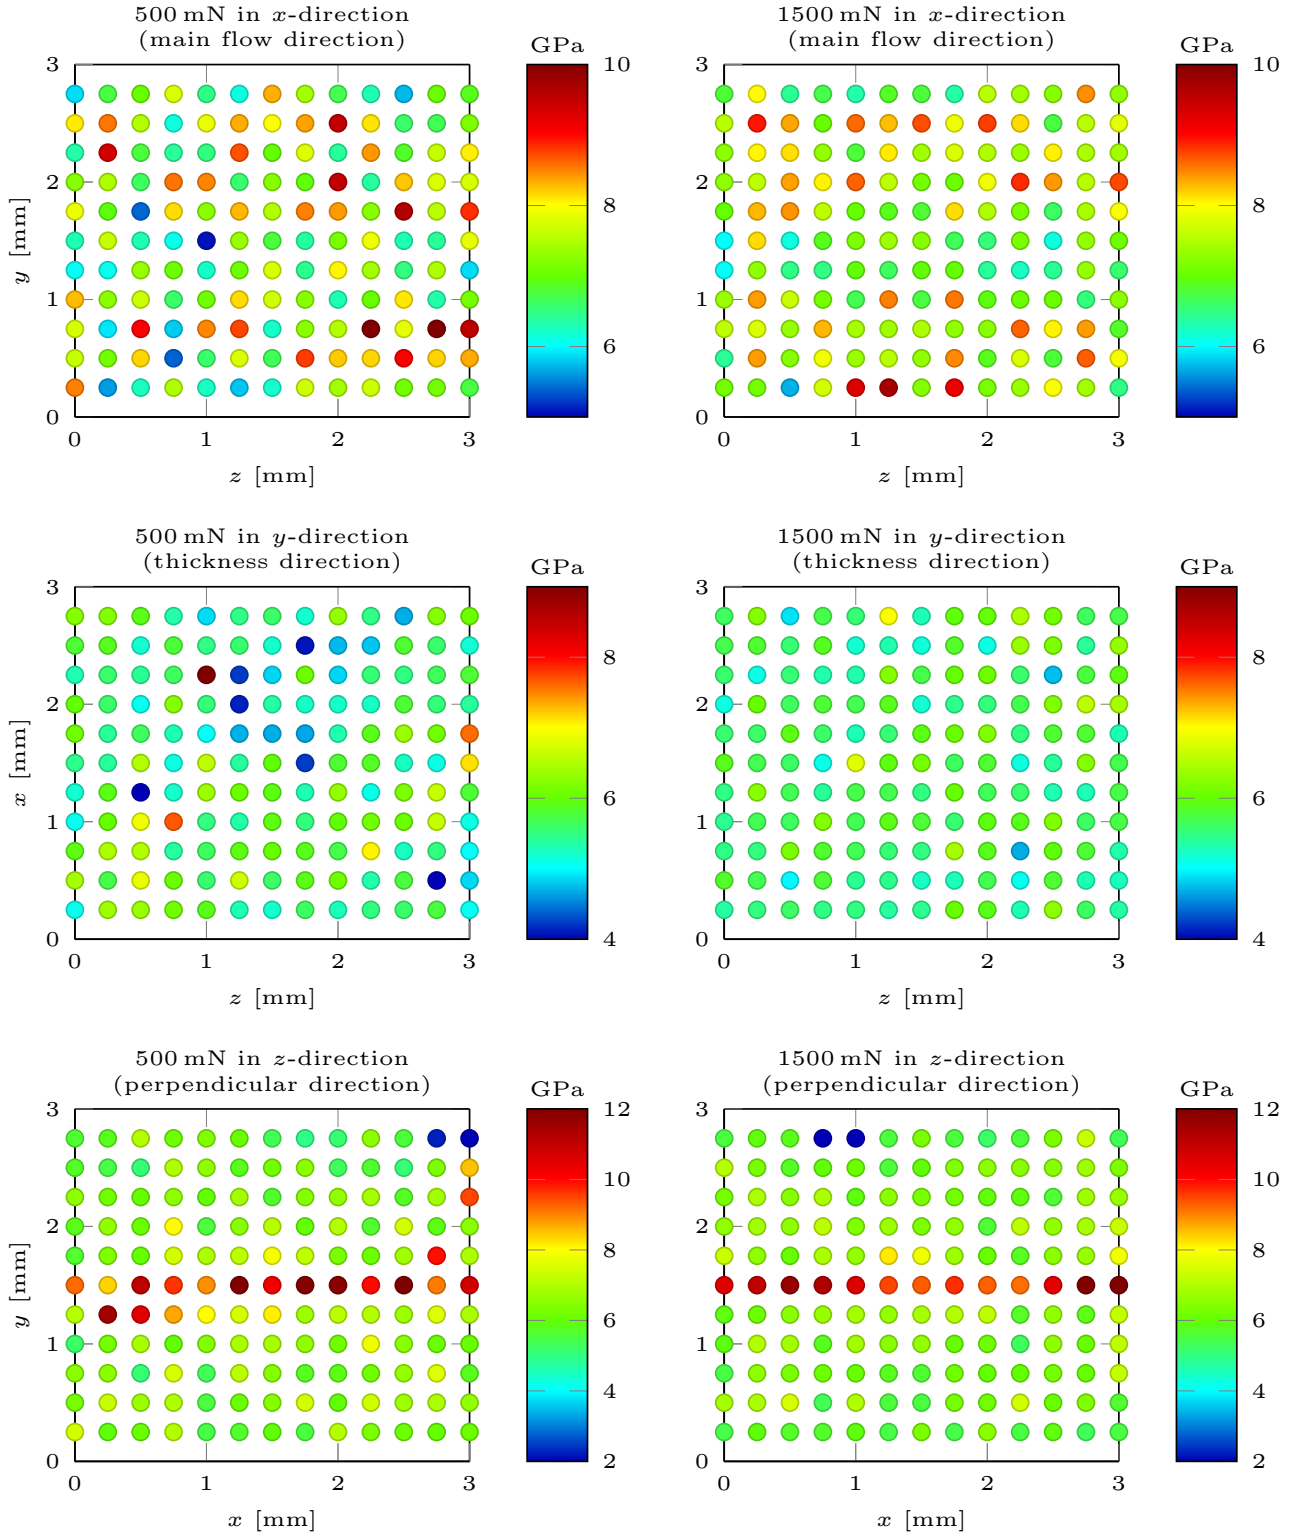 500 mN in x-direction
(main flow direction)
GPa
3
2
1
0
0
1
2
3
y [mm]
z [mm]
10
8
6
1500 mN in x-direction
(main flow direction)
GPa
3
2
1
0
0
1
2
3
z [mm]
10
8
6
500 mN in y-direction
(thickness direction)
GPa
3
2
1
0
0
1
2
3
x [mm]
z [mm]
8
6
4
1500 mN in y-direction
(thickness direction)
GPa
3
2
1
0
0
1
2
3
z [mm]
8
6
4
500 mN in z-direction
(perpendicular direction)
GPa
3
2
1
0
0
1
2
3
y [mm]
x [mm]
12
10
8
6
4
2
1500 mN in z-direction
(perpendicular direction)
GPa
3
2
1
0
0
1
2
3
x [mm]
12
10
8
6
4
2